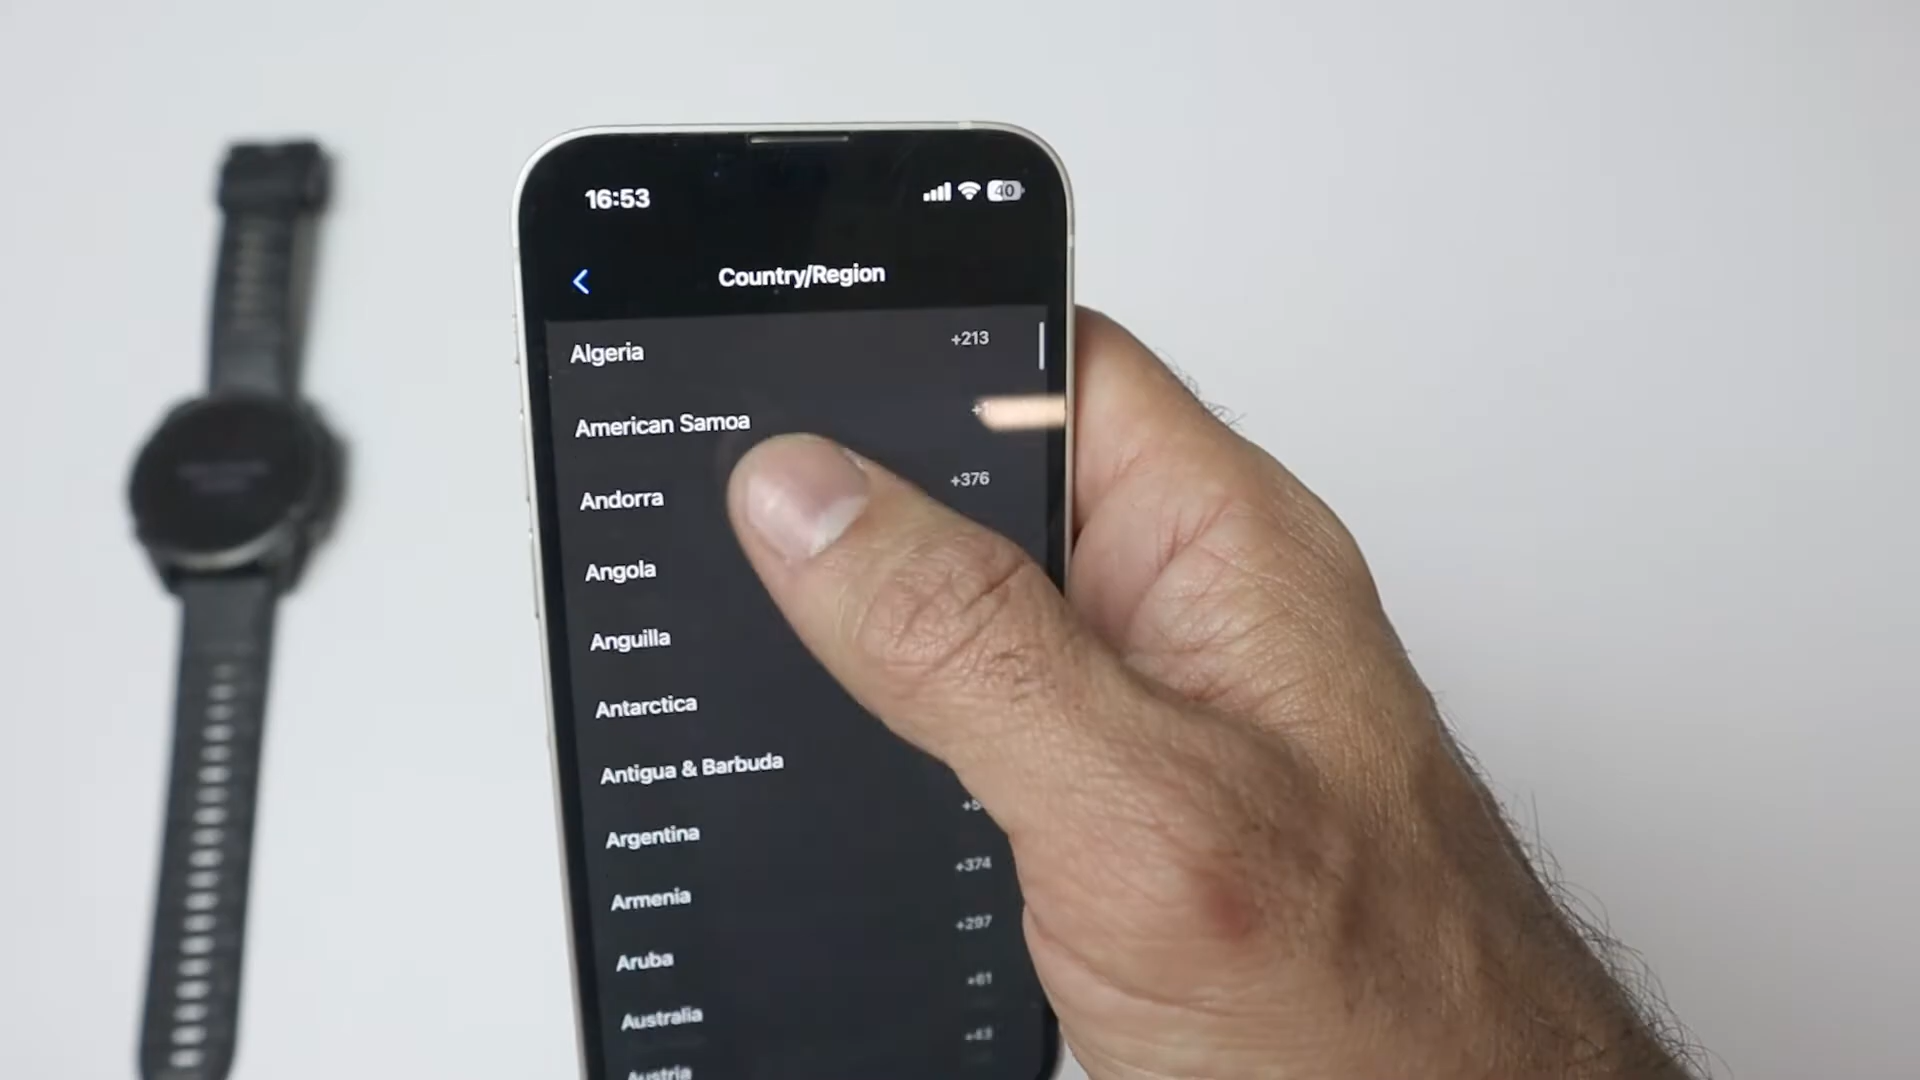 16:53
40
Country/Region
Algeria +213
American Samoa
Andorra +376
Angola
Anguilla
Antarctica
Antigua & Barbuda
Argentina
Armenia +374
Aruba +297
Australia +61
Austria +43